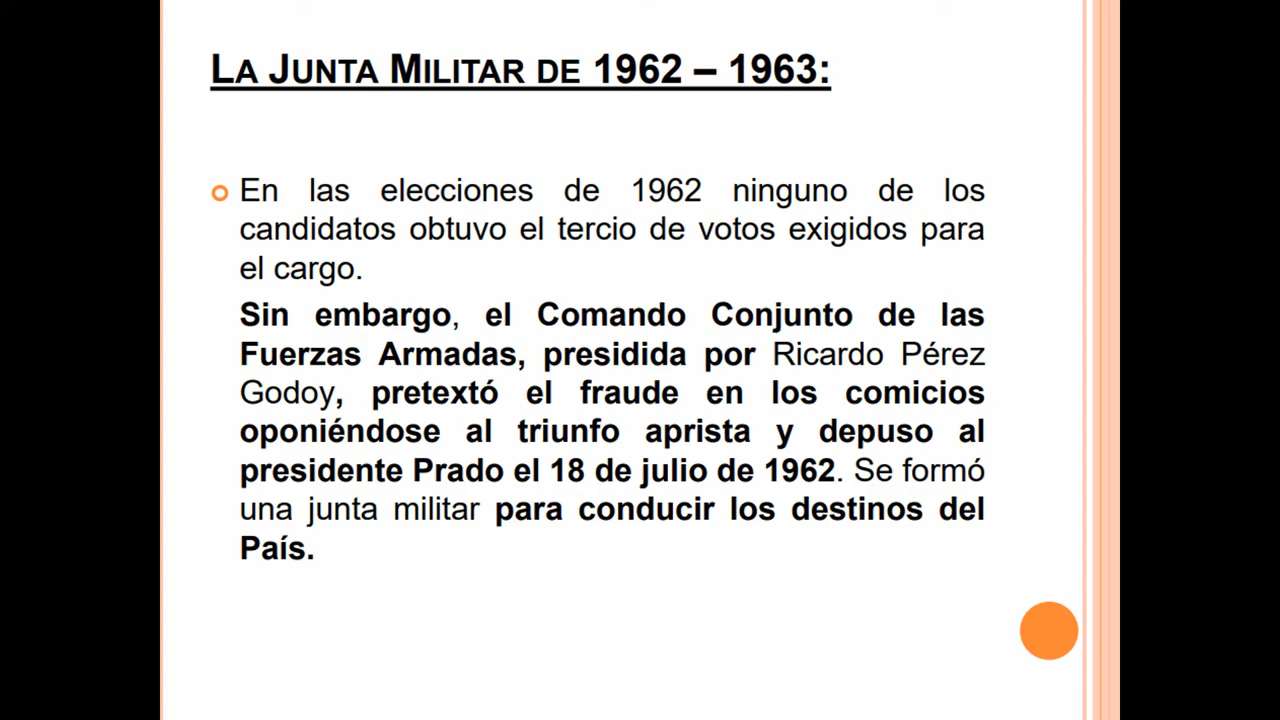 LA JUNTA MILITAR DE 1962 – 1963:
En las elecciones de 1962 ninguno de los
candidatos obtuvo el tercio de votos exigidos para
el cargo.
Sin embargo, el Comando Conjunto de las
Fuerzas Armadas, presidida por Ricardo Pérez
Godoy, pretextó el fraude en los comicios
oponiéndose al triunfo aprista y depuso al
presidente Prado el 18 de julio de 1962. Se formó
una junta militar para conducir los destinos del
País.